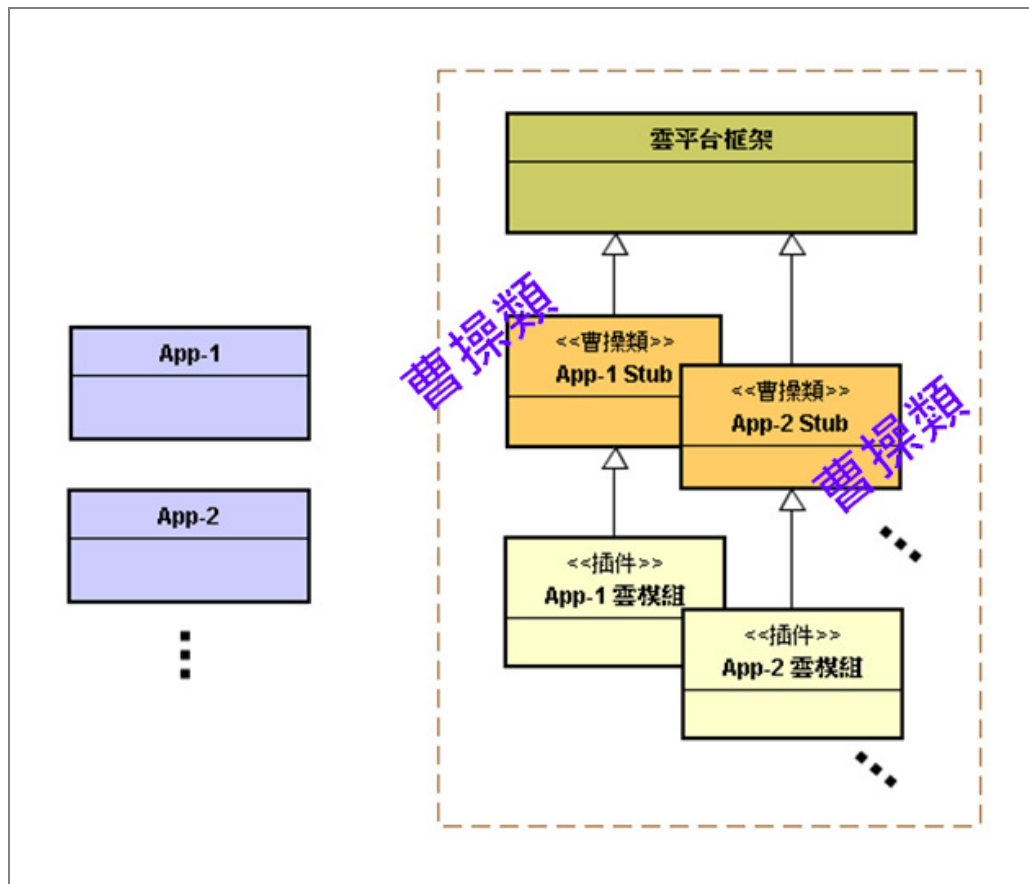 雲平台框架
曹操類
<<曹操類>>
App-1 Stub
App-1
<<曹操類>>
App-2 Stub
曹操類
App-2
<<插件>>
App-1 雲模組
<<插件>>
App-2 雲模組